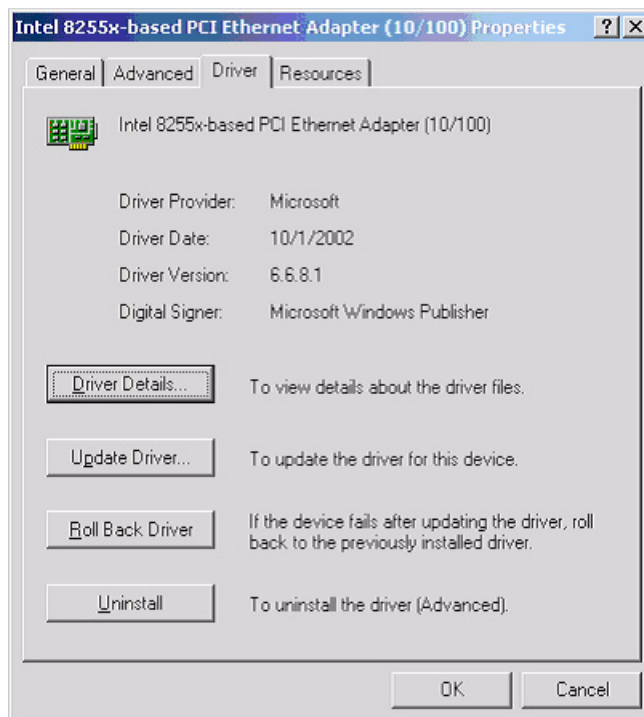 Intel 8255x-based PCI Ethernet Adapter (10/100) Properties
General Advanced Driver Resources
Intel 8255x-based PCI Ethernet Adapter (10/100)
Driver Provider: Microsoft
Driver Date: 10/1/2002
Driver Version: 6.6.8.1
Digital Signer: Microsoft Windows Publisher
Driver Details... To view details about the driver files.
Update Driver... To update the driver for this device.
Roll Back Driver If the device fails after updating the driver, roll
back to the previously installed driver.
Uninstall To uninstall the driver (Advanced).
OK Cancel